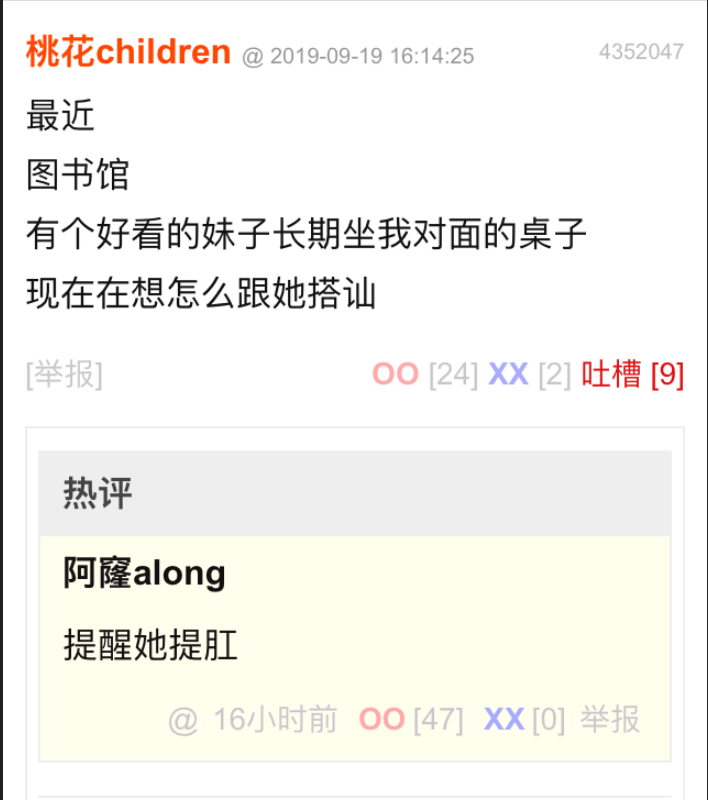 桃花children @ 2019-09-19 16:14:25 4352047
最近
图书馆
有个好看的妹子长期坐我对面的桌子
现在在想怎么跟她搭讪
[举报] OO [24] XX [2] 吐槽 [9]
热评
阿窿along
提醒她提肛
@ 16小时前 OO [47] XX [0] 举报